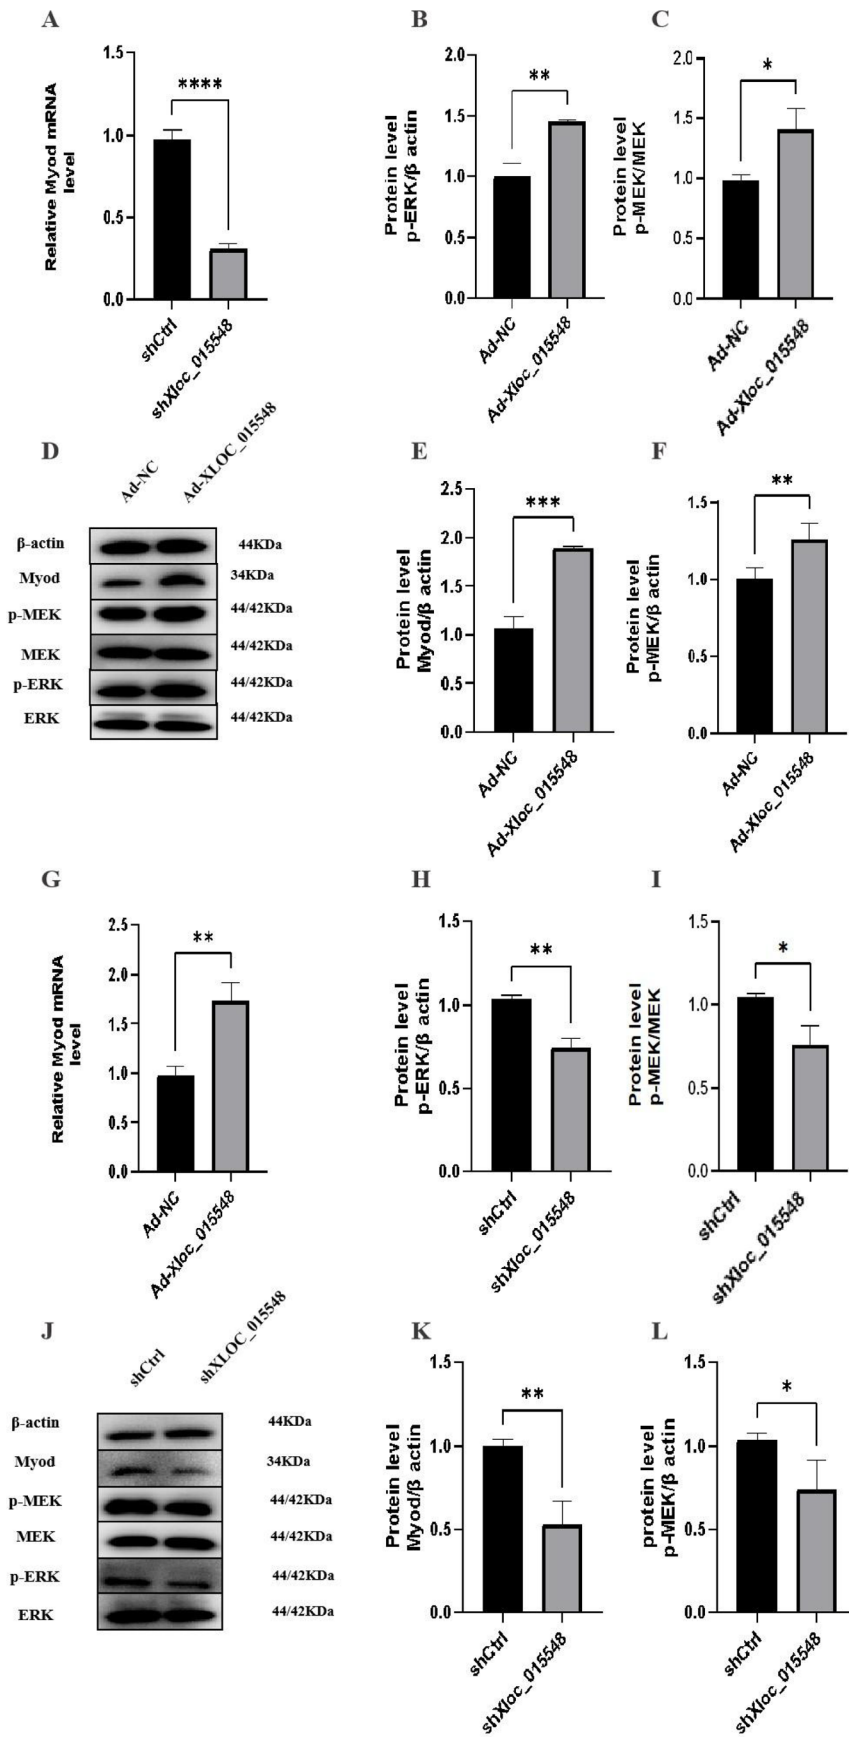 A
Relative Myod mRNA
level
1.5
1.0
0.5
0.0
****
shCtrl
shXloc_015548
B
Protein level
p-ERK/β actin
2.0
1.5
1.0
0.5
0.0
**
Ad-NC
Ad-Xloc_015548
C
Protein level
p-MEK/MEK
2.0
1.5
1.0
0.5
0.0
*
Ad-NC
Ad-Xloc_015548
D
Ad-NC
Ad-XLOC_015548
β-actin 44KDa
Myod 34KDa
p-MEK 44/42KDa
MEK 44/42KDa
p-ERK 44/42KDa
ERK 44/42KDa
E
Protein level
Myod/β actin
2.5
2.0
1.5
1.0
0.5
0.0
***
Ad-NC
Ad-Xloc_015548
F
Protein level
p-MEK/β actin
1.5
1.0
0.5
0.0
**
Ad-NC
Ad-Xloc_015548
G
Relative Myod mRNA
level
2.5
2.0
1.5
1.0
0.5
0.0
**
Ad-NC
Ad-Xloc_015548
H
Protein level
p-ERK/β actin
1.5
1.0
0.5
0.0
**
shCtrl
shXloc_015548
I
Protein level
p-MEK/MEK
1.5
1.0
0.5
0.0
*
shCtrl
shXloc_015548
J
shCtrl
shXLOC_015548
β-actin 44KDa
Myod 34KDa
p-MEK 44/42KDa
MEK 44/42KDa
p-ERK 44/42KDa
ERK 44/42KDa
K
Protein level
Myod/β actin
1.5
1.0
0.5
0.0
**
shCtrl
shXloc_015548
L
protein level
p-MEK/β actin
1.5
1.0
0.5
0.0
*
shCtrl
shXloc_015548